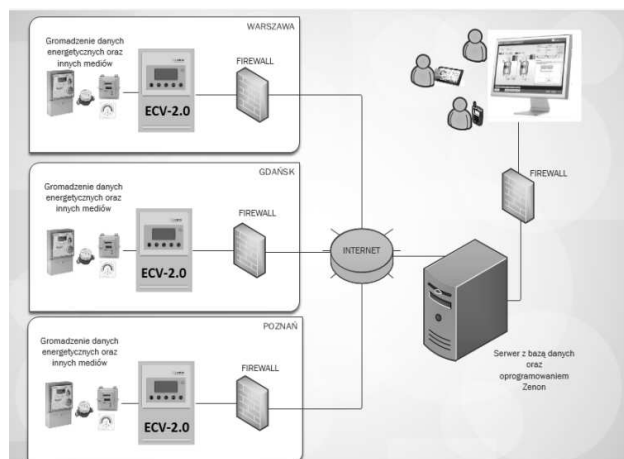 WARSZAWA
Gromadzenie danych
energetycznych oraz
innych mediów
ECV-2.0
FIREWALL
GDAŃSK
Gromadzenie danych
energetycznych oraz
innych mediów
ECV-2.0
FIREWALL
POZNAŃ
Gromadzenie danych
energetycznych oraz
innych mediów
ECV-2.0
FIREWALL
INTERNET
FIREWALL
Serwer z bazą danych
oraz
oprogramowaniem
Zenon